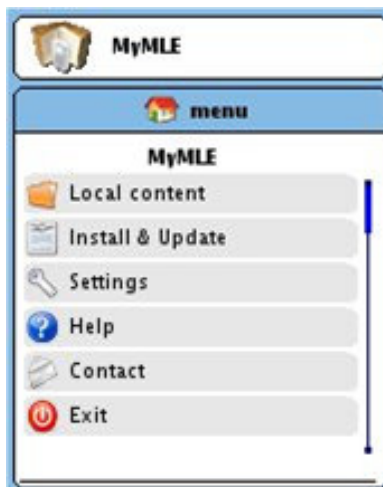 MyMLE
menu
MyMLE
Local content
Install & Update
Settings
Help
Contact
Exit